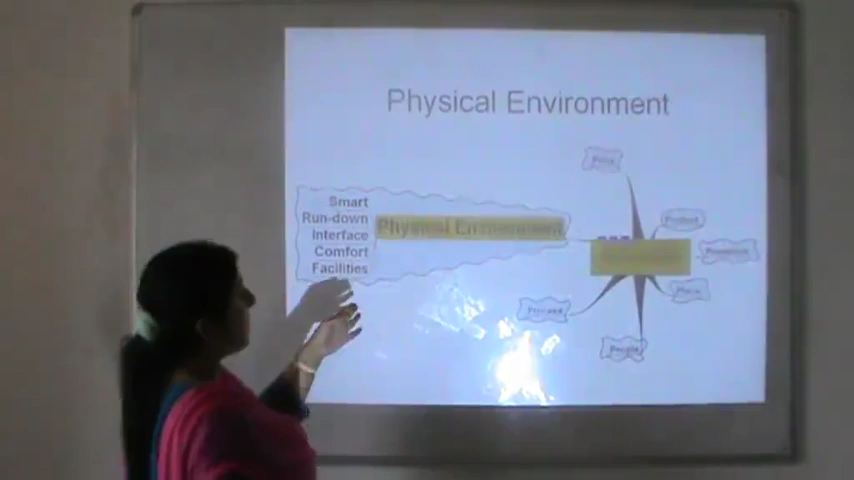 Physical Environment
Smart
Run-down
Interface
Comfort
Facilities
Physical Environment
Price
Product
Promotion
Place
Process
People